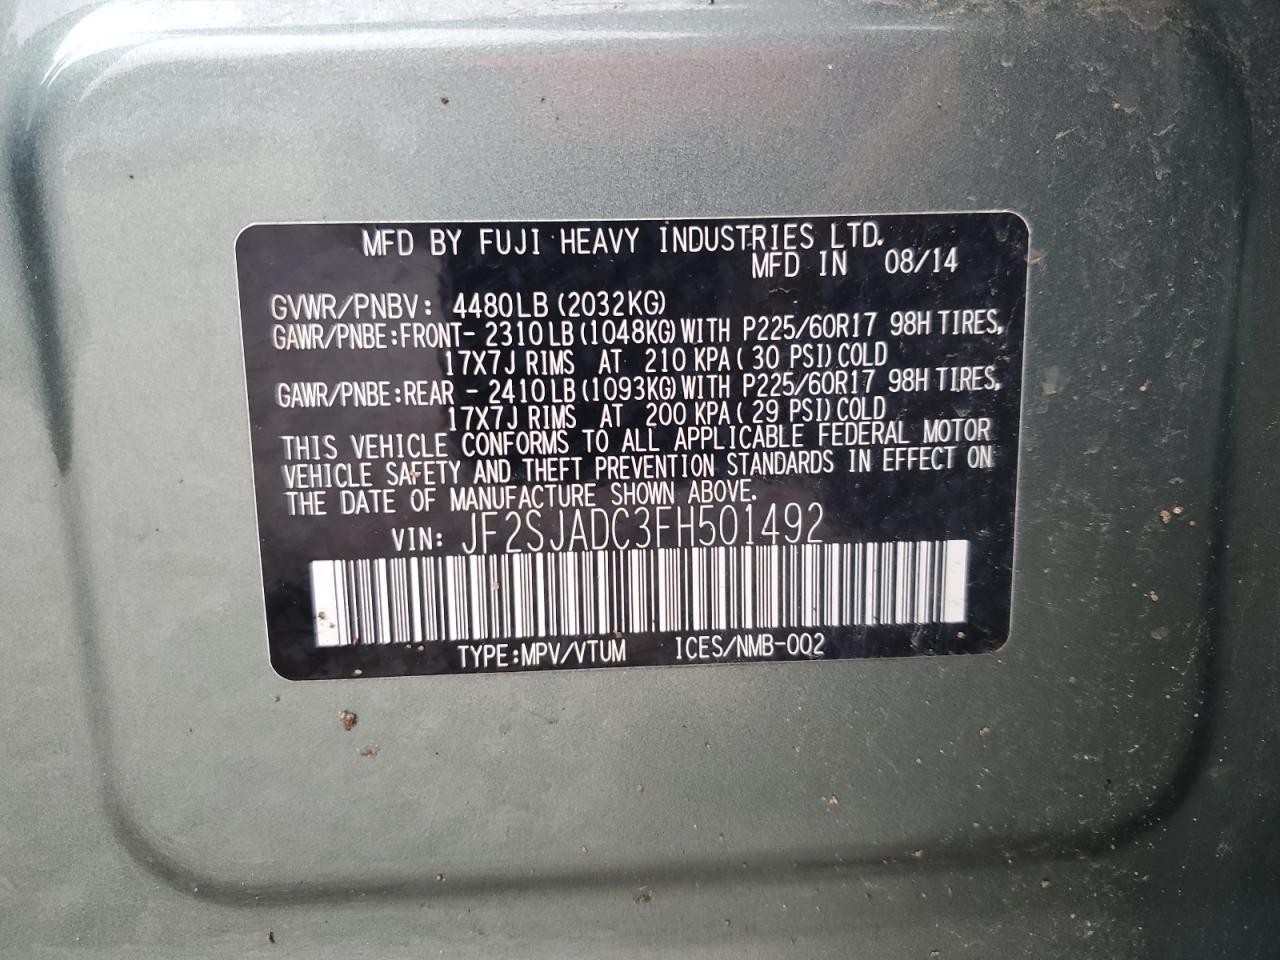 MFD BY FUJI HEAVY INDUSTRIES LTD.
MFD IN 08/14
GVWR/PNBV: 4480LB (2032KG)
GAWR/PNBE:FRONT- 2310LB (1048KG) WITH P225/60R17 98H TIRES,
17X7J RIMS AT 210 KPA ( 30 PSI) COLD
GAWR/PNBE:REAR - 2410LB (1093KG) WITH P225/60R17 98H TIRES,
17X7J RIMS AT 200 KPA ( 29 PSI) COLD
THIS VEHICLE CONFORMS TO ALL APPLICABLE FEDERAL MOTOR
VEHICLE SAFETY AND THEFT PREVENTION STANDARDS IN EFFECT ON
THE DATE OF MANUFACTURE SHOWN ABOVE.
VIN: JF2SJADC3FH501492
TYPE:MPV/VTUM ICES/NMB-002